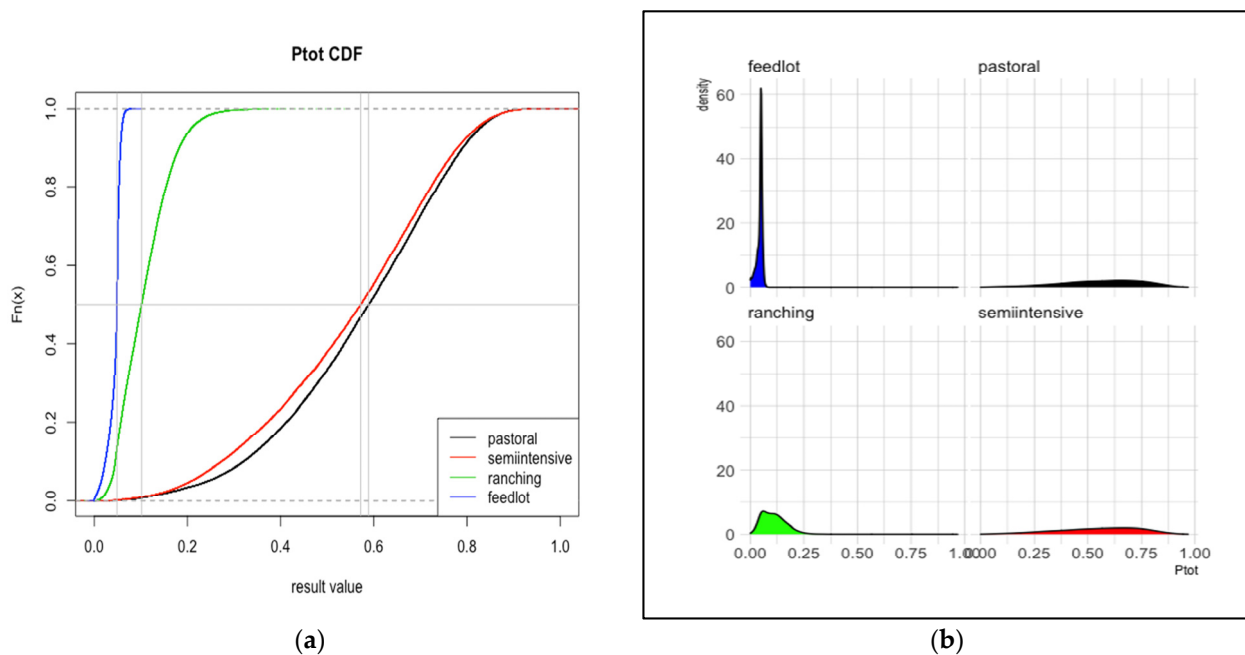 Ptot CDF
Fn(x)
1.0
0.8
0.6
0.4
0.2
0.0
pastoral
semiintensive
ranching
feedlot
0.0 0.2 0.4 0.6 0.8 1.0
result value
(a)
feedlot pastoral
density
60
40
20
0
ranching semiintensive
60
40
20
0
0.00 0.25 0.50 0.75 1.00 0.00 0.25 0.50 0.75 1.00
Ptot
(b)